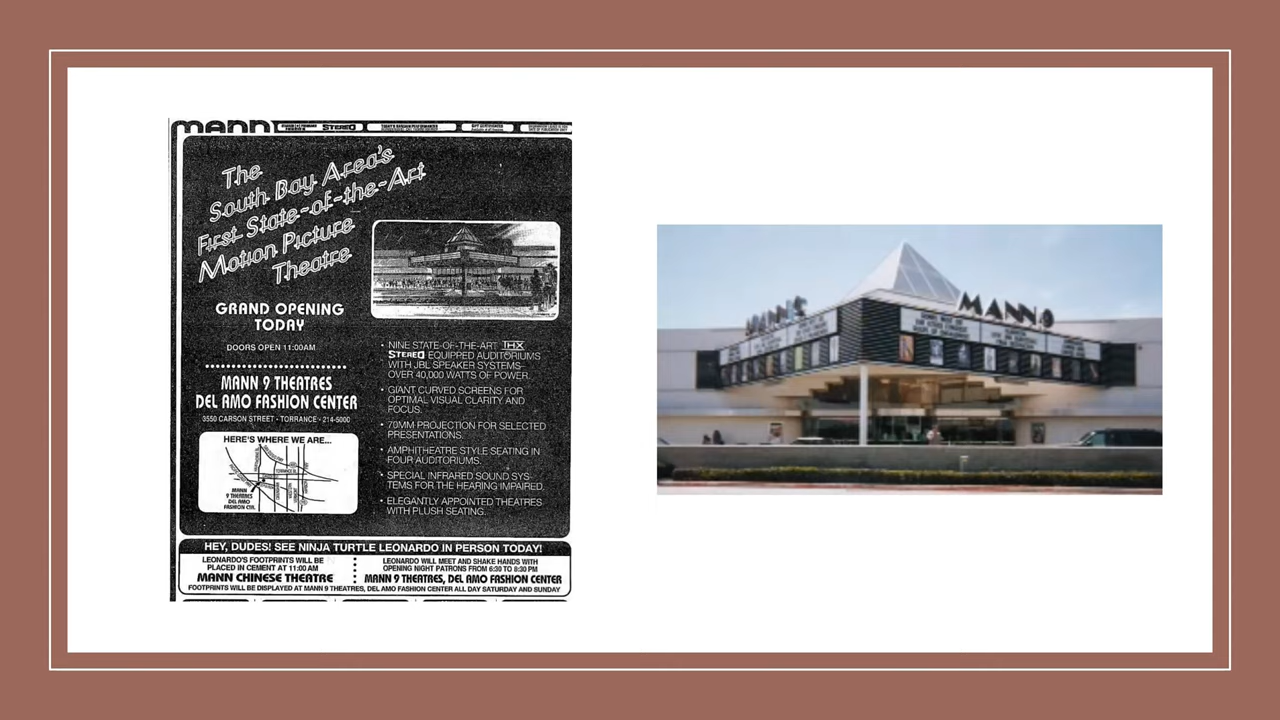 mann
STEREO
The
South Bay Area's
First State-of-the-Art
Motion Picture
Theatre
GRAND OPENING
TODAY
DOORS OPEN 11:00AM
MANN 9 THEATRES
DEL AMO FASHION CENTER
3550 CARSON STREET • TORRANCE • 214-5000
HERE'S WHERE WE ARE...
TORRANCE BL.
MANN
9 THEATRES
DEL AMO
FASHION CTR.
• NINE STATE-OF-THE-ART THX
STEREO EQUIPPED AUDITORIUMS
WITH JBL SPEAKER SYSTEMS-
OVER 40,000 WATTS OF POWER.
• GIANT CURVED SCREENS FOR
OPTIMAL VISUAL CLARITY AND
FOCUS.
• 70MM PROJECTION FOR SELECTED
PRESENTATIONS.
• AMPHITHEATRE STYLE SEATING IN
FOUR AUDITORIUMS.
• SPECIAL INFRARED SOUND SYS-
TEMS FOR THE HEARING IMPAIRED.
• ELEGANTLY APPOINTED THEATRES
WITH PLUSH SEATING.
HEY, DUDES! SEE NINJA TURTLE LEONARDO IN PERSON TODAY!
LEONARDO'S FOOTPRINTS WILL BE
PLACED IN CEMENT AT 11:00 AM
MANN CHINESE THEATRE
LEONARDO WILL MEET AND SHAKE HANDS WITH
OPENING NIGHT PATRONS FROM 6:30 TO 8:30 PM
MANN 9 THEATRES, DEL AMO FASHION CENTER
FOOTPRINTS WILL BE DISPLAYED AT MANN 9 THEATRES, DEL AMO FASHION CENTER ALL DAY SATURDAY AND SUNDAY
MANN 9
MANN 9